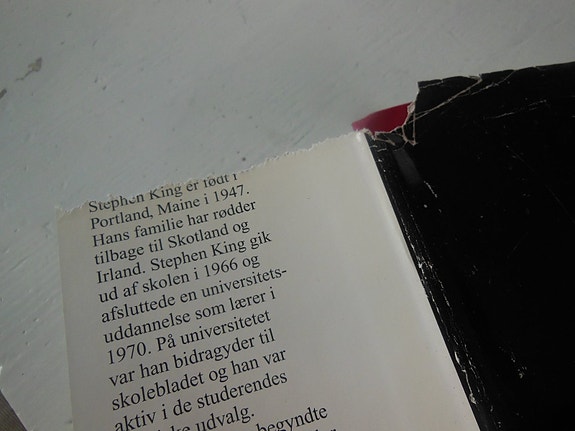 Stephen King er født i
Portland, Maine i 1947.
Hans familie har rødder
tilbage til Skotland og
Irland. Stephen King gik
ud af skolen i 1966 og
afsluttede en universitets-
uddannelse som lærer i
1970. På universitetet
var han bidragyder til
skolebladet og han var
aktiv i de studerendes
udvalg.
begyndte